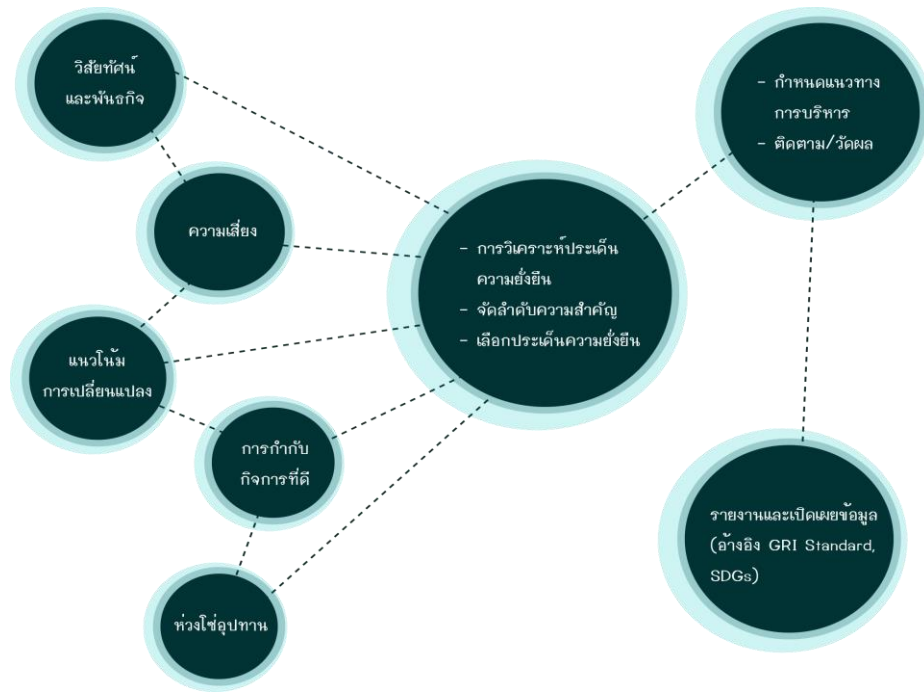 วิสัยทัศน์
และพันธกิจ
ความเสี่ยง
แนวโน้ม
การเปลี่ยนแปลง
การกำกับ
กิจการที่ดี
ห่วงโซ่อุปทาน
- การวิเคราะห์ประเด็น
ความยั่งยืน
- จัดลำดับความสำคัญ
- เลือกประเด็นความยั่งยืน
- กำหนดแนวทาง
การบริหาร
- ติดตาม/วัดผล
รายงานและเปิดเผยข้อมูล
(อ้างอิง GRI Standard,
SDGs)